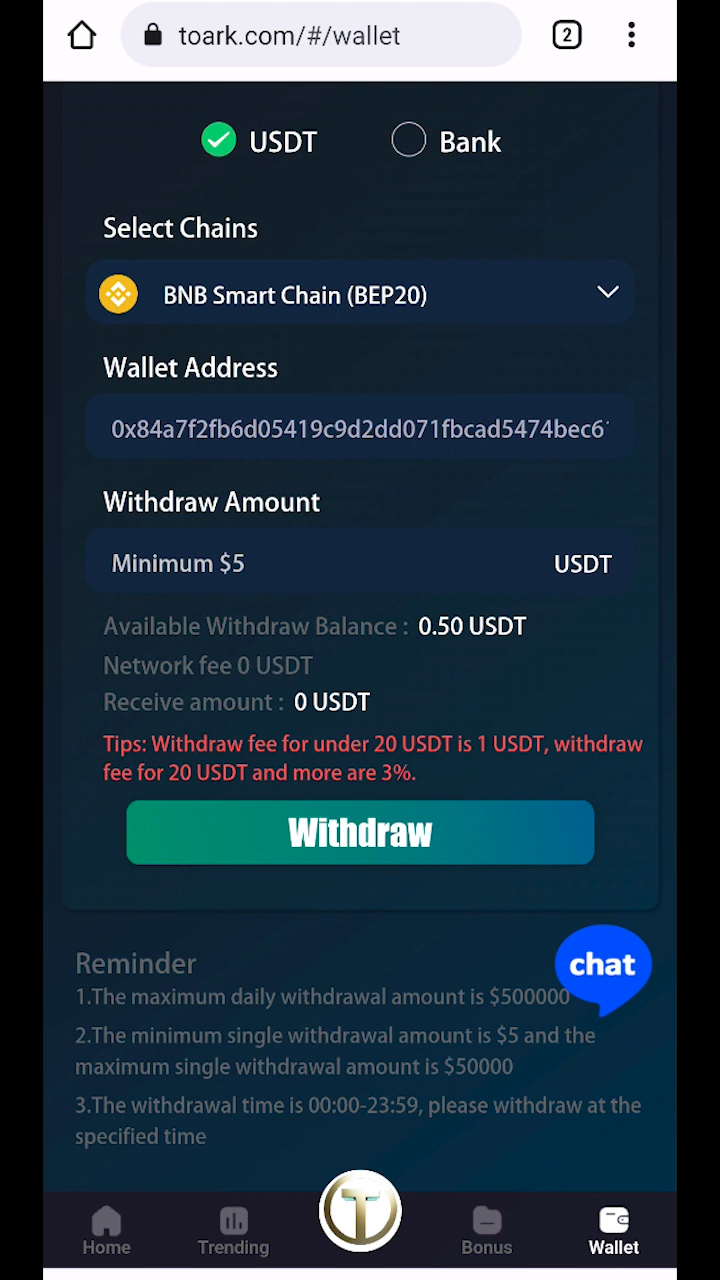 toark.com/#/wallet
2
USDT
Bank
Select Chains
BNB Smart Chain (BEP20)
Wallet Address
0x84a7f2fb6d05419c9d2dd071fbcad5474bec6
Withdraw Amount
Minimum $5
USDT
Available Withdraw Balance : 0.50 USDT
Network fee 0 USDT
Receive amount : 0 USDT
Tips: Withdraw fee for under 20 USDT is 1 USDT, withdraw
fee for 20 USDT and more are 3%.
Withdraw
chat
Reminder
1.The maximum daily withdrawal amount is $500000
2.The minimum single withdrawal amount is $5 and the
maximum single withdrawal amount is $50000
3.The withdrawal time is 00:00-23:59, please withdraw at the
specified time
T
Home
Trending
Bonus
Wallet